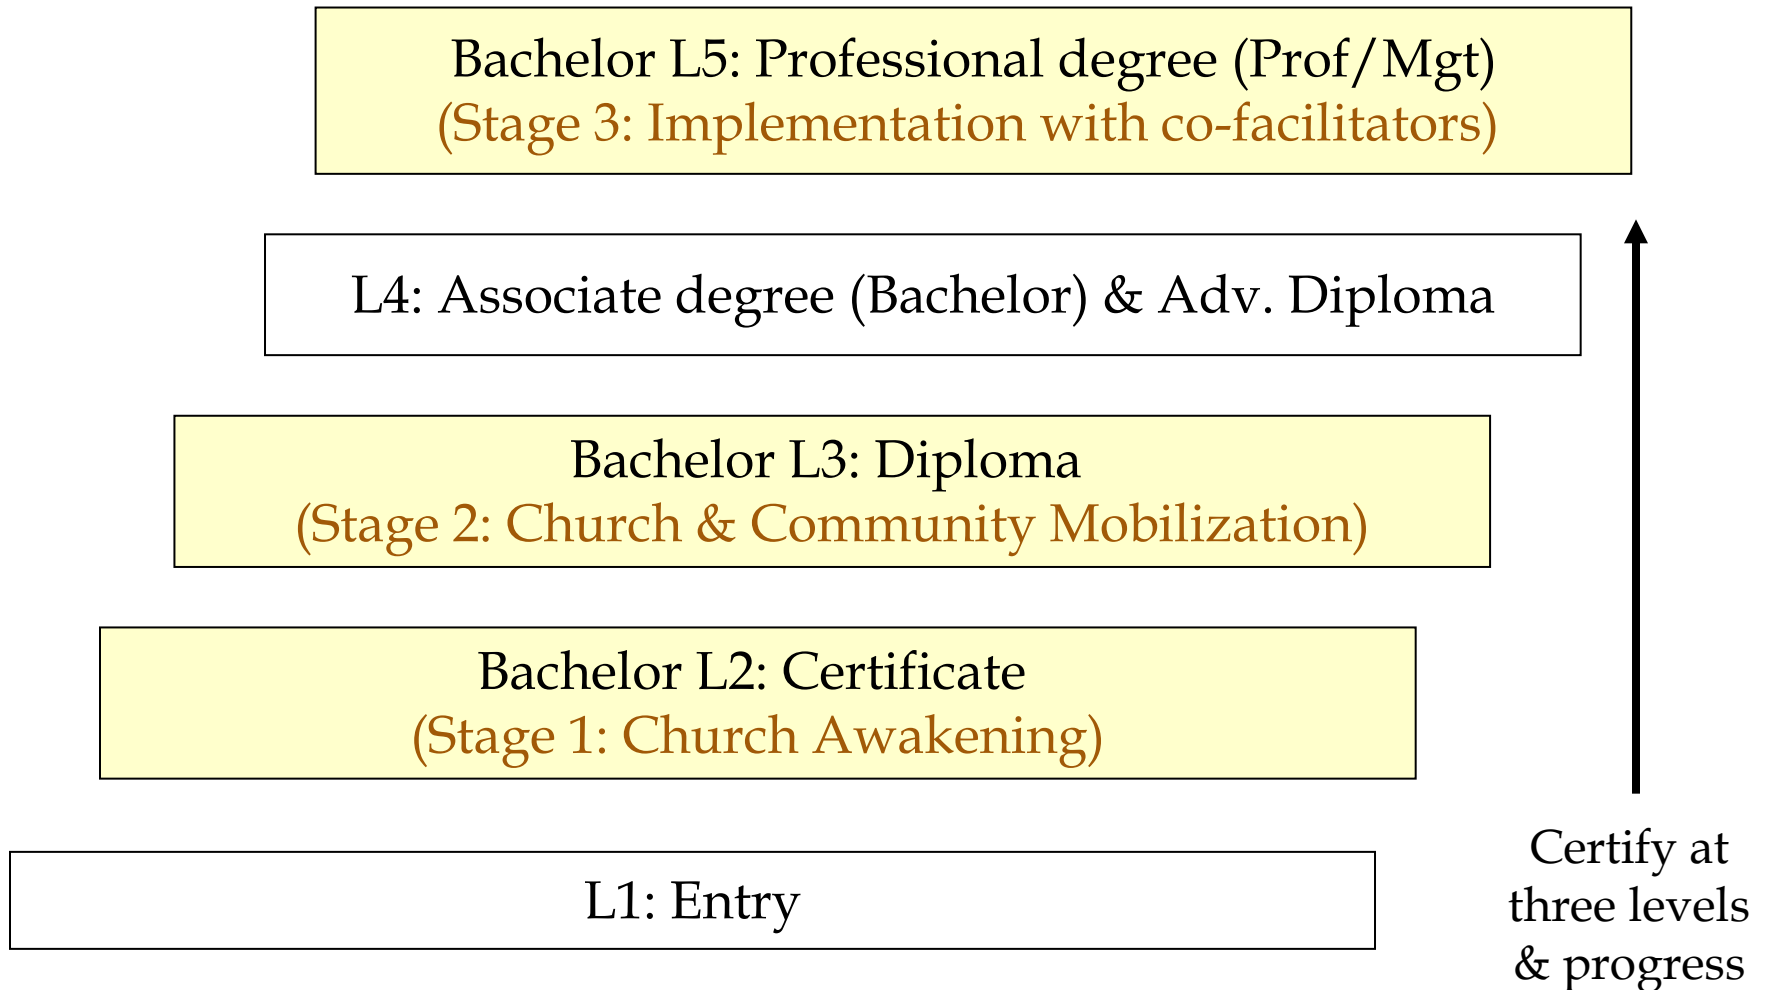 Bachelor L5: Professional degree (Prof/Mgt)
(Stage 3: Implementation with co-facilitators)
L4: Associate degree (Bachelor) & Adv. Diploma
Bachelor L3: Diploma
(Stage 2: Church & Community Mobilization)
Bachelor L2: Certificate
(Stage 1: Church Awakening)
L1: Entry
Certify at
three levels
& progress